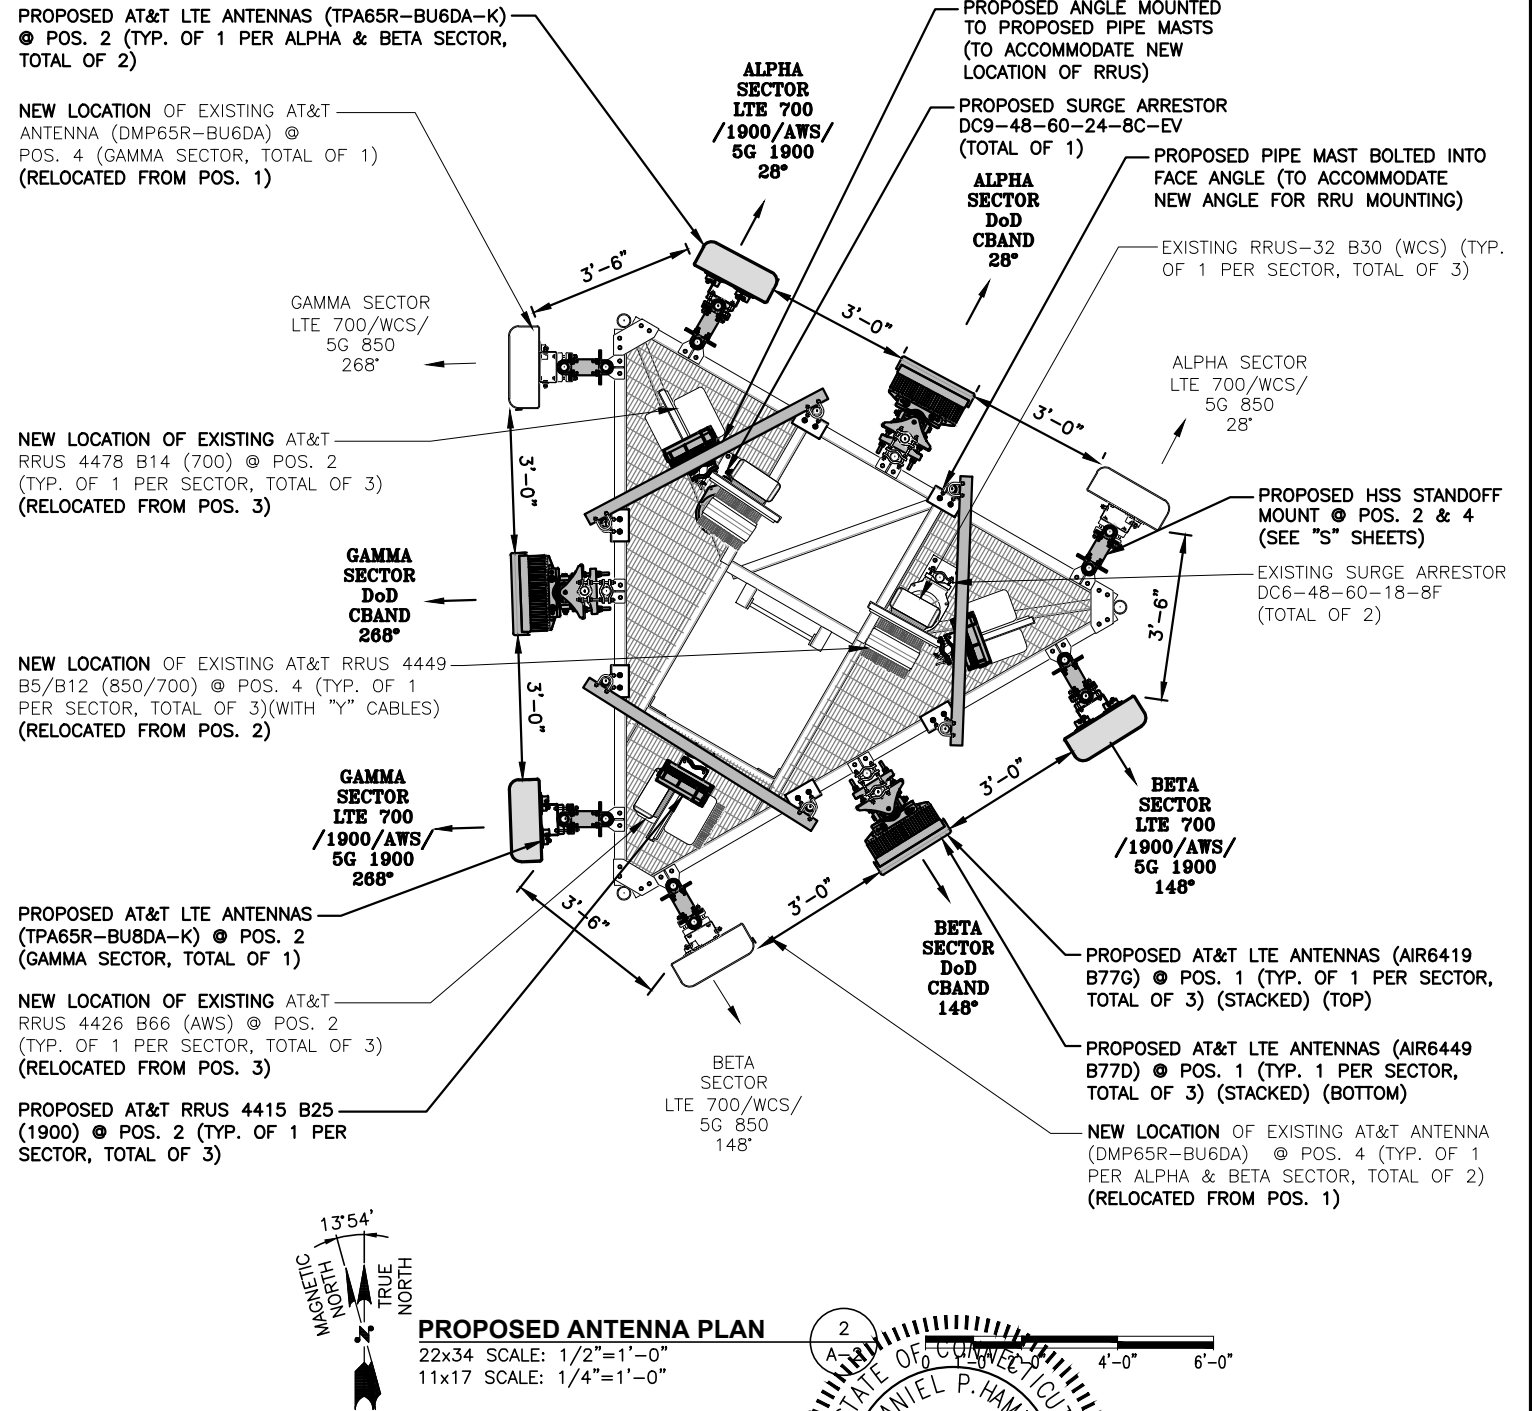 PROPOSED AT&T LTE ANTENNAS (TPA65R-BU6DA-K)
@ POS. 2 (TYP. OF 1 PER ALPHA & BETA SECTOR,
TOTAL OF 2)
NEW LOCATION OF EXISTING AT&T
ANTENNA (DMP65R-BU6DA) @
POS. 4 (GAMMA SECTOR, TOTAL OF 1)
(RELOCATED FROM POS. 1)
GAMMA SECTOR
LTE 700/WCS/
5G 850
268°
NEW LOCATION OF EXISTING AT&T
RRUS 4478 B14 (700) @ POS. 2
(TYP. OF 1 PER SECTOR, TOTAL OF 3)
(RELOCATED FROM POS. 3)
GAMMA
SECTOR
DoD
CBAND
268°
NEW LOCATION OF EXISTING AT&T RRUS 4449
B5/B12 (850/700) @ POS. 4 (TYP. OF 1
PER SECTOR, TOTAL OF 3)(WITH "Y" CABLES)
(RELOCATED FROM POS. 2)
GAMMA
SECTOR
LTE 700
/1900/AWS/
5G 1900
268°
PROPOSED AT&T LTE ANTENNAS
(TPA65R-BU8DA-K) @ POS. 2
(GAMMA SECTOR, TOTAL OF 1)
NEW LOCATION OF EXISTING AT&T
RRUS 4426 B66 (AWS) @ POS. 2
(TYP. OF 1 PER SECTOR, TOTAL OF 3)
(RELOCATED FROM POS. 3)
PROPOSED AT&T RRUS 4415 B25
(1900) @ POS. 2 (TYP. OF 1 PER
SECTOR, TOTAL OF 3)
ALPHA
SECTOR
LTE 700
/1900/AWS/
5G 1900
28°
PROPOSED ANGLE MOUNTED
TO PROPOSED PIPE MASTS
(TO ACCOMMODATE NEW
LOCATION OF RRUS)
PROPOSED SURGE ARRESTOR
DC9-48-60-24-8C-EV
(TOTAL OF 1)
ALPHA
SECTOR
DoD
CBAND
28°
PROPOSED PIPE MAST BOLTED INTO
FACE ANGLE (TO ACCOMMODATE
NEW ANGLE FOR RRU MOUNTING)
EXISTING RRUS-32 B30 (WCS) (TYP.
OF 1 PER SECTOR, TOTAL OF 3)
ALPHA SECTOR
LTE 700/WCS/
5G 850
28°
PROPOSED HSS STANDOFF
MOUNT @ POS. 2 & 4
(SEE "S" SHEETS)
EXISTING SURGE ARRESTOR
DC6-48-60-18-8F
(TOTAL OF 2)
3'-6"
3'-0"
3'-0"
3'-6"
3'-0"
3'-0"
3'-6"
3'-0"
3'-0"
BETA
SECTOR
LTE 700
/1900/AWS/
5G 1900
148°
BETA
SECTOR
DoD
CBAND
148°
BETA
SECTOR
LTE 700/WCS/
5G 850
148°
PROPOSED AT&T LTE ANTENNAS (AIR6419
B77G) @ POS. 1 (TYP. OF 1 PER SECTOR,
TOTAL OF 3) (STACKED) (TOP)
PROPOSED AT&T LTE ANTENNAS (AIR6449
B77D) @ POS. 1 (TYP. 1 PER SECTOR,
TOTAL OF 3) (STACKED) (BOTTOM)
NEW LOCATION OF EXISTING AT&T ANTENNA
(DMP65R-BU6DA) @ POS. 4 (TYP. OF 1
PER ALPHA & BETA SECTOR, TOTAL OF 2)
(RELOCATED FROM POS. 1)
13°54'
MAGNETIC
NORTH
TRUE
NORTH
N
PROPOSED ANTENNA PLAN
22x34 SCALE: 1/2"=1'-0"
11x17 SCALE: 1/4"=1'-0"
2
0 1'-0" 2'-0" 4'-0" 6'-0"
STATE OF CONNECTICUT